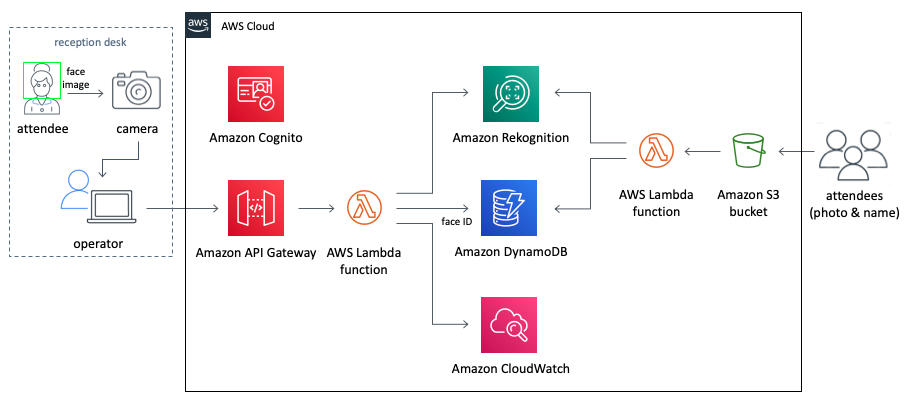 aws
AWS Cloud
reception desk
face
image
attendee
camera
operator
Amazon Cognito
Amazon Rekognition
Amazon API Gateway
AWS Lambda
function
face ID
Amazon DynamoDB
Amazon CloudWatch
AWS Lambda
function
Amazon S3
bucket
attendees
(photo & name)